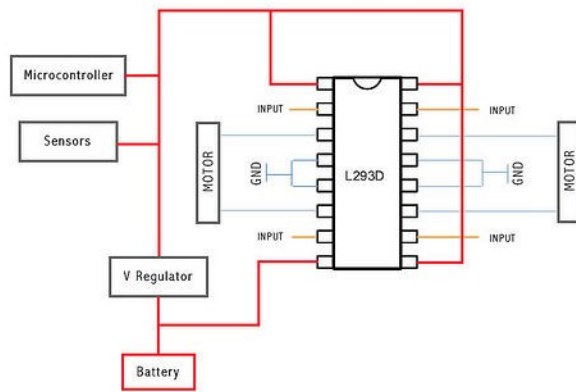 Microcontroller
Sensors
INPUT
INPUT
MOTOR
GND
L293D
GND
MOTOR
INPUT
INPUT
V Regulator
Battery